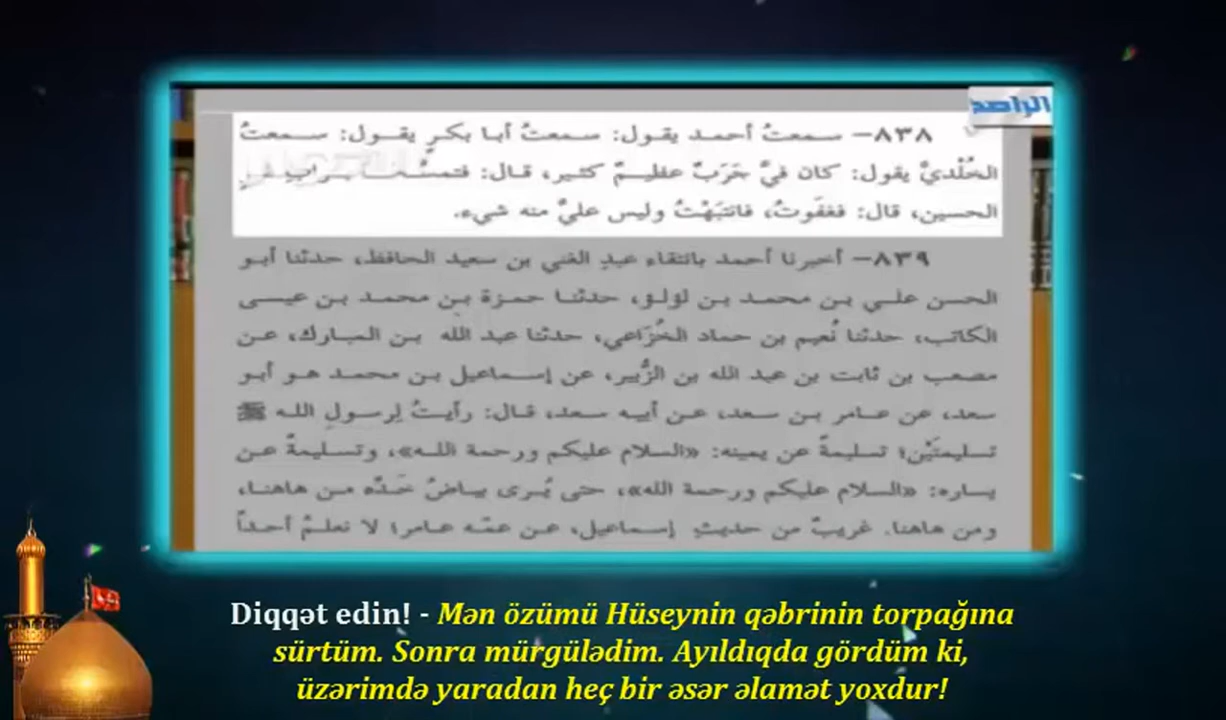 الراصد
٨٣٨- سمعتُ أحمد يقول: سمعتُ أبا بكرٍ يقول: سمعتُ
الخُلْديَّ يقول: كان فيَّ جَرَبٌ عظيمٌ كثير، قال:
الحسين، قال: فغفَوتُ، فانتبَهْتُ وليس عليَّ منه شيء.
٨٣٩- أخبرنا أحمد بانتقاء عبدِ الغني بن سعيد الحافظ، حدثنا أبو
الحسن علي بن محمد بن لؤلؤ، حدثنا حمزة بن محمد بن عيسى
الكاتب، حدثنا نُعيم بن حماد الخُزَاعي، حدثنا عبد الله بن المبارك، عن
مصعب بن ثابت بن عبد الله بن الزُّبير، عن إسماعيل بن محمد هو أبو
سعد، عن عامر بن سعد، عن أبيه سعد، قال: رأيتُ لِرسولِ الله ﷺ
تسليمتَيْن؛ تسليمةً عن يمينه: «السلام عليكم ورحمة الله»، وتسليمةً عن
يساره: «السلام عليكم ورحمة الله»، حتى يُرى بياضُ خَدِّه من هاهنا،
ومن هاهنا. غريبٌ من حديثِ إسماعيل، عن عمّه عامر؛ لا نعلمُ أحداً
Diqqət edin! - Mən özümü Hüseynin qəbrinin torpağına
sürtüm. Sonra mürgülədim. Ayıldıqda gördüm ki,
üzərimdə yaradan heç bir əsər əlamət yoxdur!